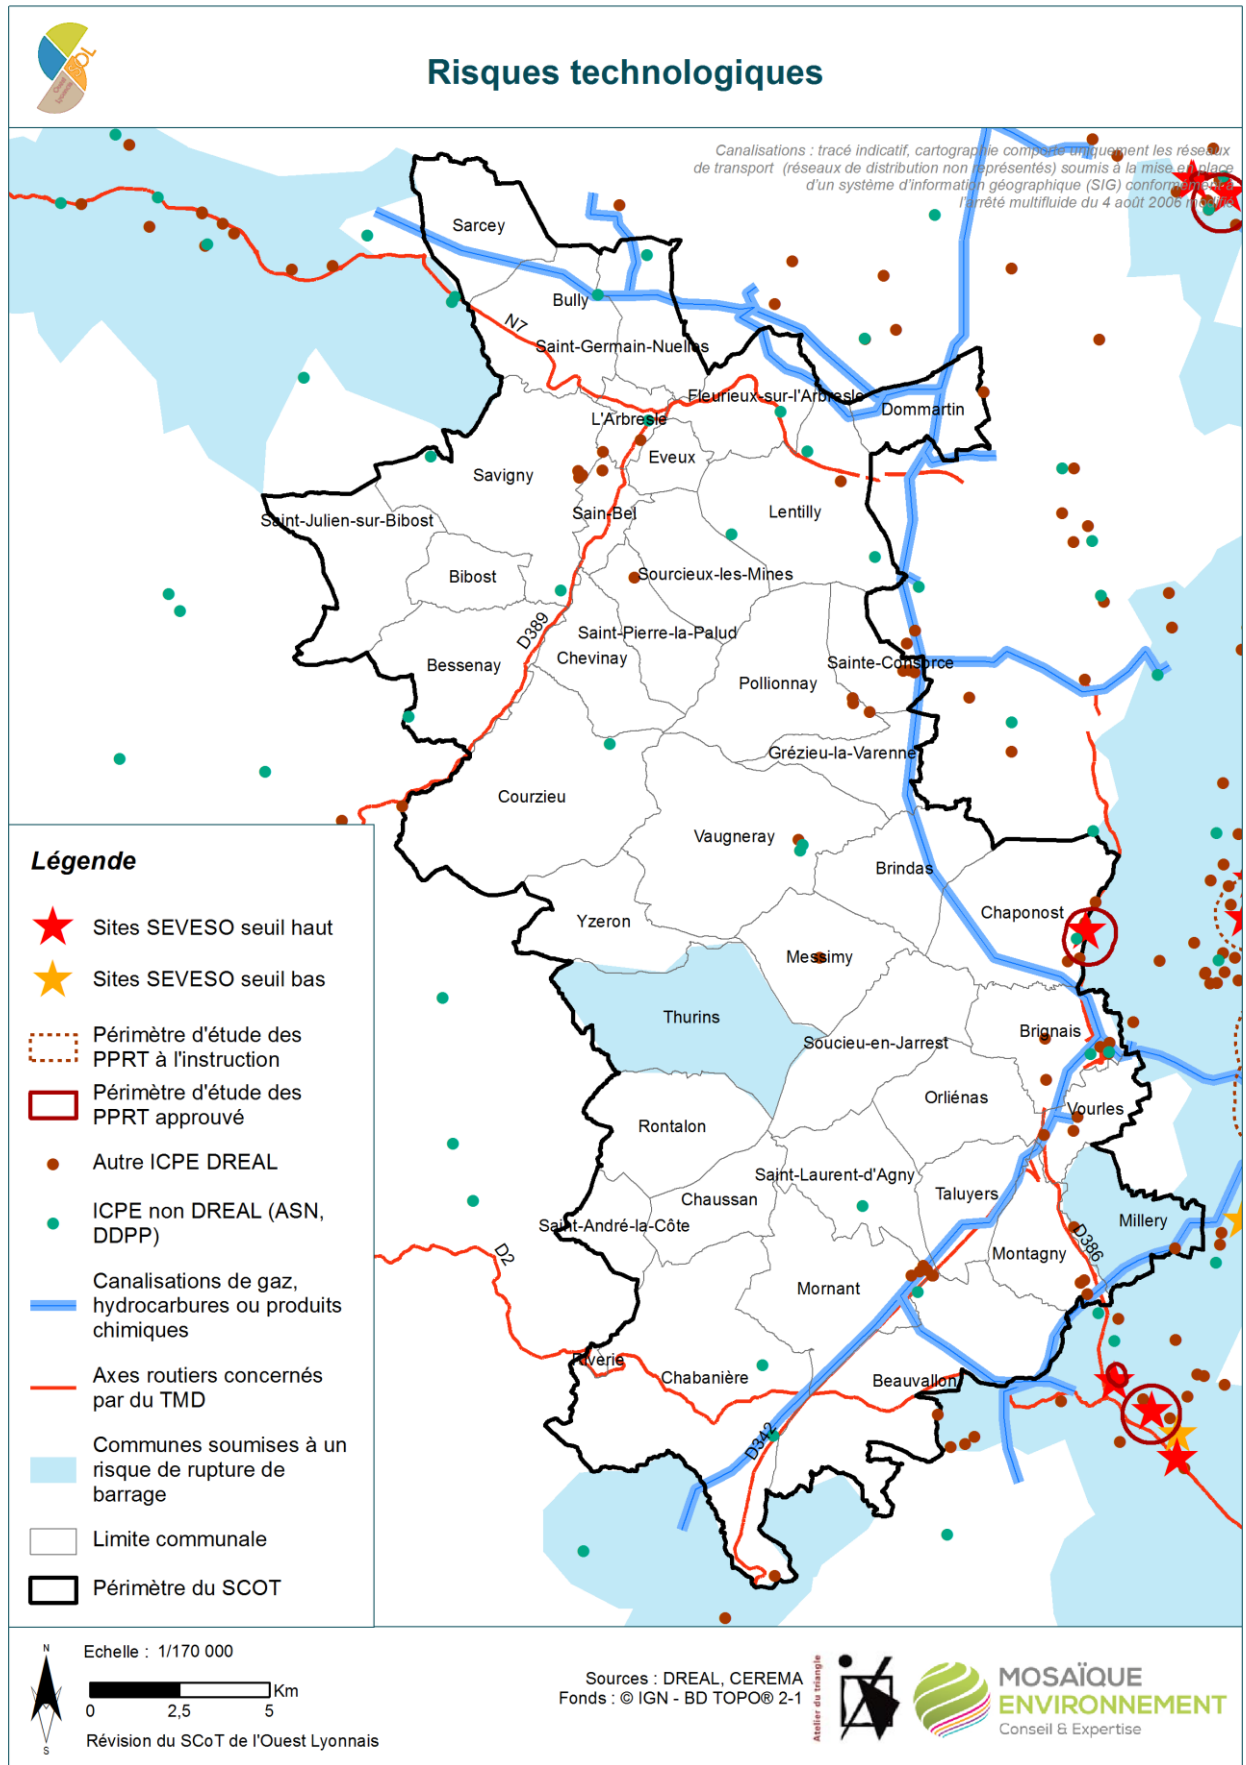 SOL
Ouest
Lyonnais
Risques technologiques
Canalisations : tracé indicatif, cartographie comporte uniquement les réseaux
de transport (réseaux de distribution non représentés) soumis à la mise en place
d'un système d'information géographique (SIG) conformément à
l'arrêté multifluide du 4 août 2006 modifié
Sarcey
Bully
N7
Saint-Germain-Nuelles
Fleurieux-sur-l'Arbresle
Dommartin
L'Arbresle
Eveux
Savigny
Sain-Bel
Lentilly
Saint-Julien-sur-Bibost
Bibost
Sourcieux-les-Mines
D389
Saint-Pierre-la-Palud
Chevinay
Bessenay
Sainte-Consorce
Pollionnay
Grézieu-la-Varenne
Courzieu
Vaugneray
Brindas
Chaponost
Yzeron
Messimy
Thurins
Soucieu-en-Jarrest
Brignais
Orliénas
Vourles
Rontalon
Saint-Laurent-d'Agny
Taluyers
Chaussan
Saint-André-la-Côte
Millery
D386
Montagny
D2
Mornant
Riverie
Chabanière
Beauvallon
D342
Légende
Sites SEVESO seuil haut
Sites SEVESO seuil bas
Périmètre d'étude des
PPRT à l'instruction
Périmètre d'étude des
PPRT approuvé
Autre ICPE DREAL
ICPE non DREAL (ASN,
DDPP)
Canalisations de gaz,
hydrocarbures ou produits
chimiques
Axes routiers concernés
par du TMD
Communes soumises à un
risque de rupture de
barrage
Limite communale
Périmètre du SCOT
N
S
Echelle : 1/170 000
Km
0 2,5 5
Révision du SCoT de l'Ouest Lyonnais
Sources : DREAL, CEREMA
Fonds : © IGN - BD TOPO® 2-1
Atelier du triangle
MOSAÏQUE
ENVIRONNEMENT
Conseil & Expertise